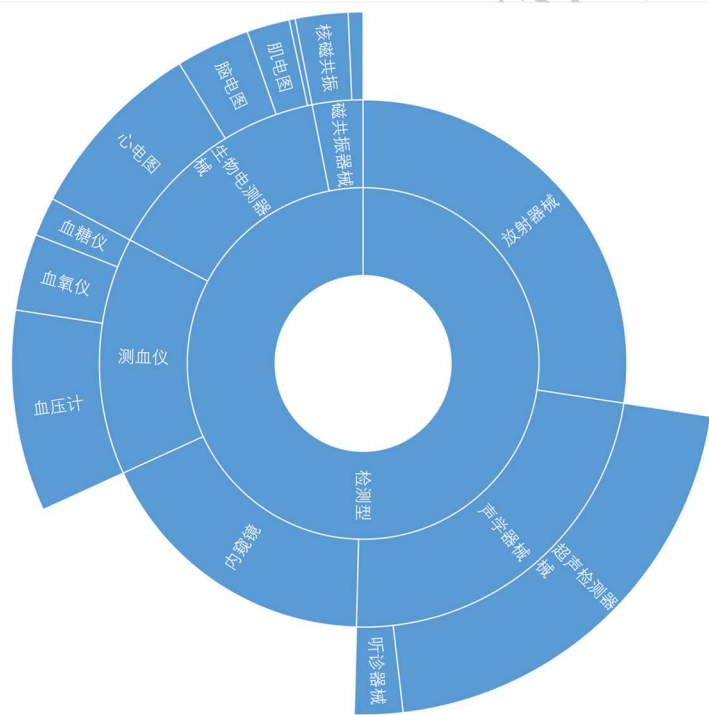 检测型
放射器械
声学器械
超声检测器
械
听诊器械
内窥镜
测血仪
血压计
血氧仪
血糖仪
生物电测器
械
心电图
脑电图
肌电图
磁共振器械
核磁共振